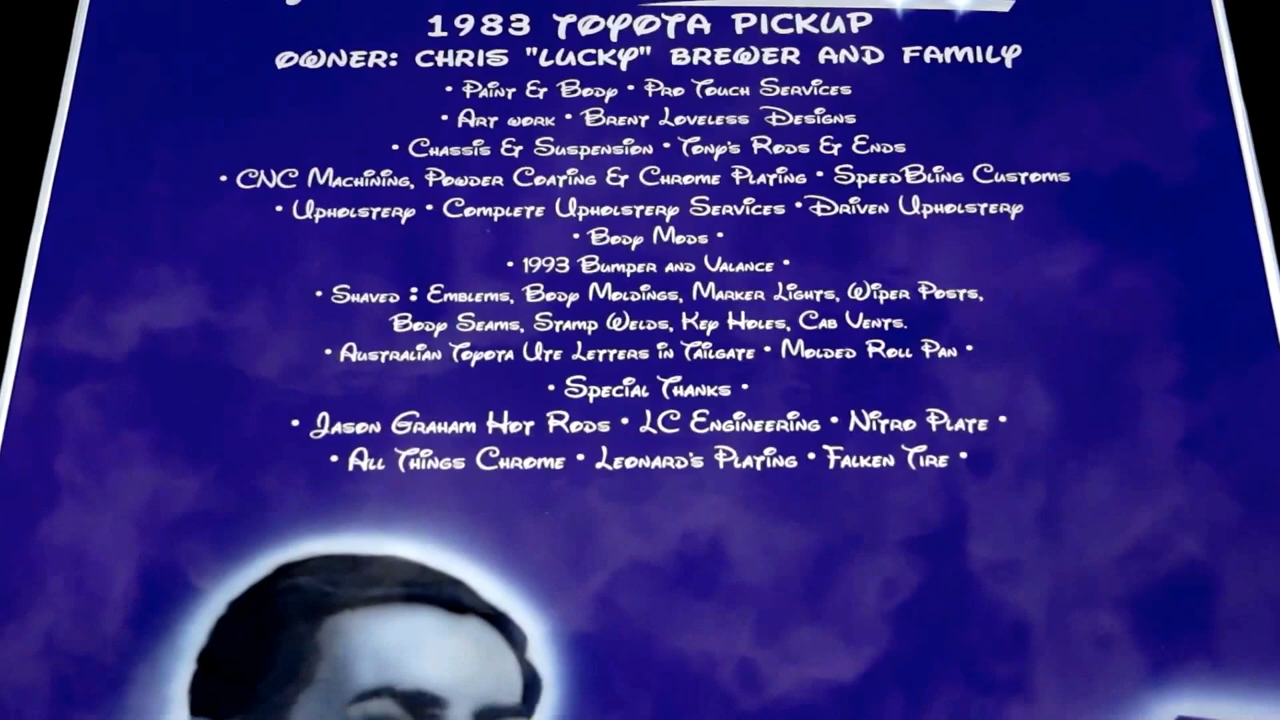 1983 TOYOTA PICKUP
OWNER: CHRIS "LUCKY" BREWER AND FAMILY
• PAINT & BODY • PRO TOUCH SERVICES
• ART WORK • BRENT LOVELESS DESIGNS
• CHASSIS & SUSPENSION • TONY'S RODS & ENDS
• CNC MACHINING, POWDER COATING & CHROME PLATING • SPEEDBLING CUSTOMS
• UPHOLSTERY • COMPLETE UPHOLSTERY SERVICES • DRIVEN UPHOLSTERY
• BODY MODS •
• 1993 BUMPER AND VALANCE •
• SHAVED : EMBLEMS, BODY MOLDINGS, MARKER LIGHTS, WIPER POSTS,
BODY SEAMS, STAMP WELDS, KEY HOLES, CAB VENTS.
• AUSTRALIAN TOYOTA UTE LETTERS IN TAILGATE • MOLDED ROLL PAN •
• SPECIAL THANKS •
• JASON GRAHAM HOT RODS • LC ENGINEERING • NITRO PLATE •
• ALL THINGS CHROME • LEONARD'S PLATING • FALKEN TIRE •